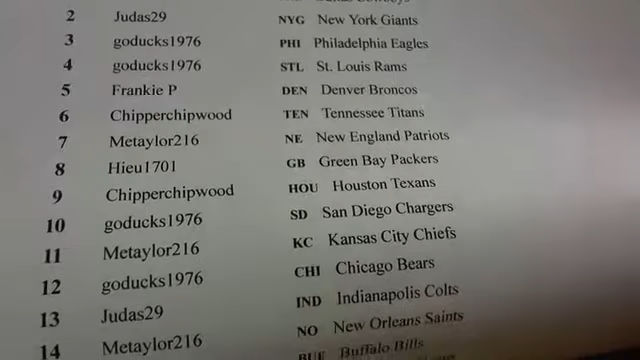 2 Judas29 NYG New York Giants
3 goducks1976 PHI Philadelphia Eagles
4 goducks1976 STL St. Louis Rams
5 Frankie P DEN Denver Broncos
6 Chipperchipwood TEN Tennessee Titans
7 Metaylor216 NE New England Patriots
8 Hieu1701 GB Green Bay Packers
9 Chipperchipwood HOU Houston Texans
10 goducks1976 SD San Diego Chargers
11 Metaylor216 KC Kansas City Chiefs
12 goducks1976 CHI Chicago Bears
13 Judas29 IND Indianapolis Colts
14 Metaylor216 NO New Orleans Saints
BUF Buffalo Bills